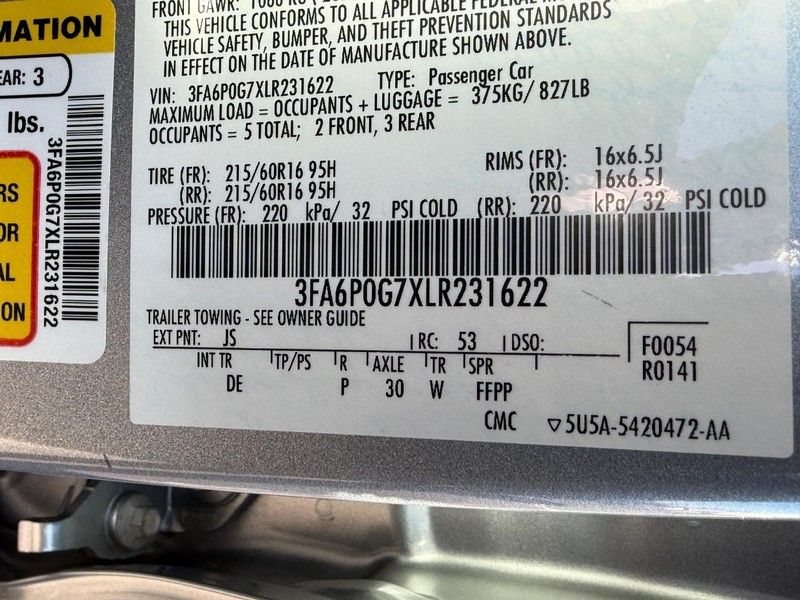 MATION
EAR: 3
lbs.
RS
OR
AL
ON
3FA6P0G7XLR231622
FRONT GAWR:
THIS VEHICLE CONFORMS TO ALL APPLICABLE FEDERAL
VEHICLE SAFETY, BUMPER, AND THEFT PREVENTION STANDARDS
IN EFFECT ON THE DATE OF MANUFACTURE SHOWN ABOVE.
VIN: 3FA6P0G7XLR231622 TYPE: Passenger Car
MAXIMUM LOAD = OCCUPANTS + LUGGAGE = 375KG/ 827LB
OCCUPANTS = 5 TOTAL; 2 FRONT, 3 REAR
TIRE (FR): 215/60R16 95H RIMS (FR): 16x6.5J
(RR): 215/60R16 95H (RR): 16x6.5J
PRESSURE (FR): 220 kPa/ 32 PSI COLD (RR): 220 kPa/ 32 PSI COLD
3FA6P0G7XLR231622
TRAILER TOWING - SEE OWNER GUIDE
EXT PNT: JS RC: 53 DSO:
INT TR TP/PS R AXLE TR SPR
DE P 30 W FFPP
F0054
R0141
CMC ▽5U5A-5420472-AA